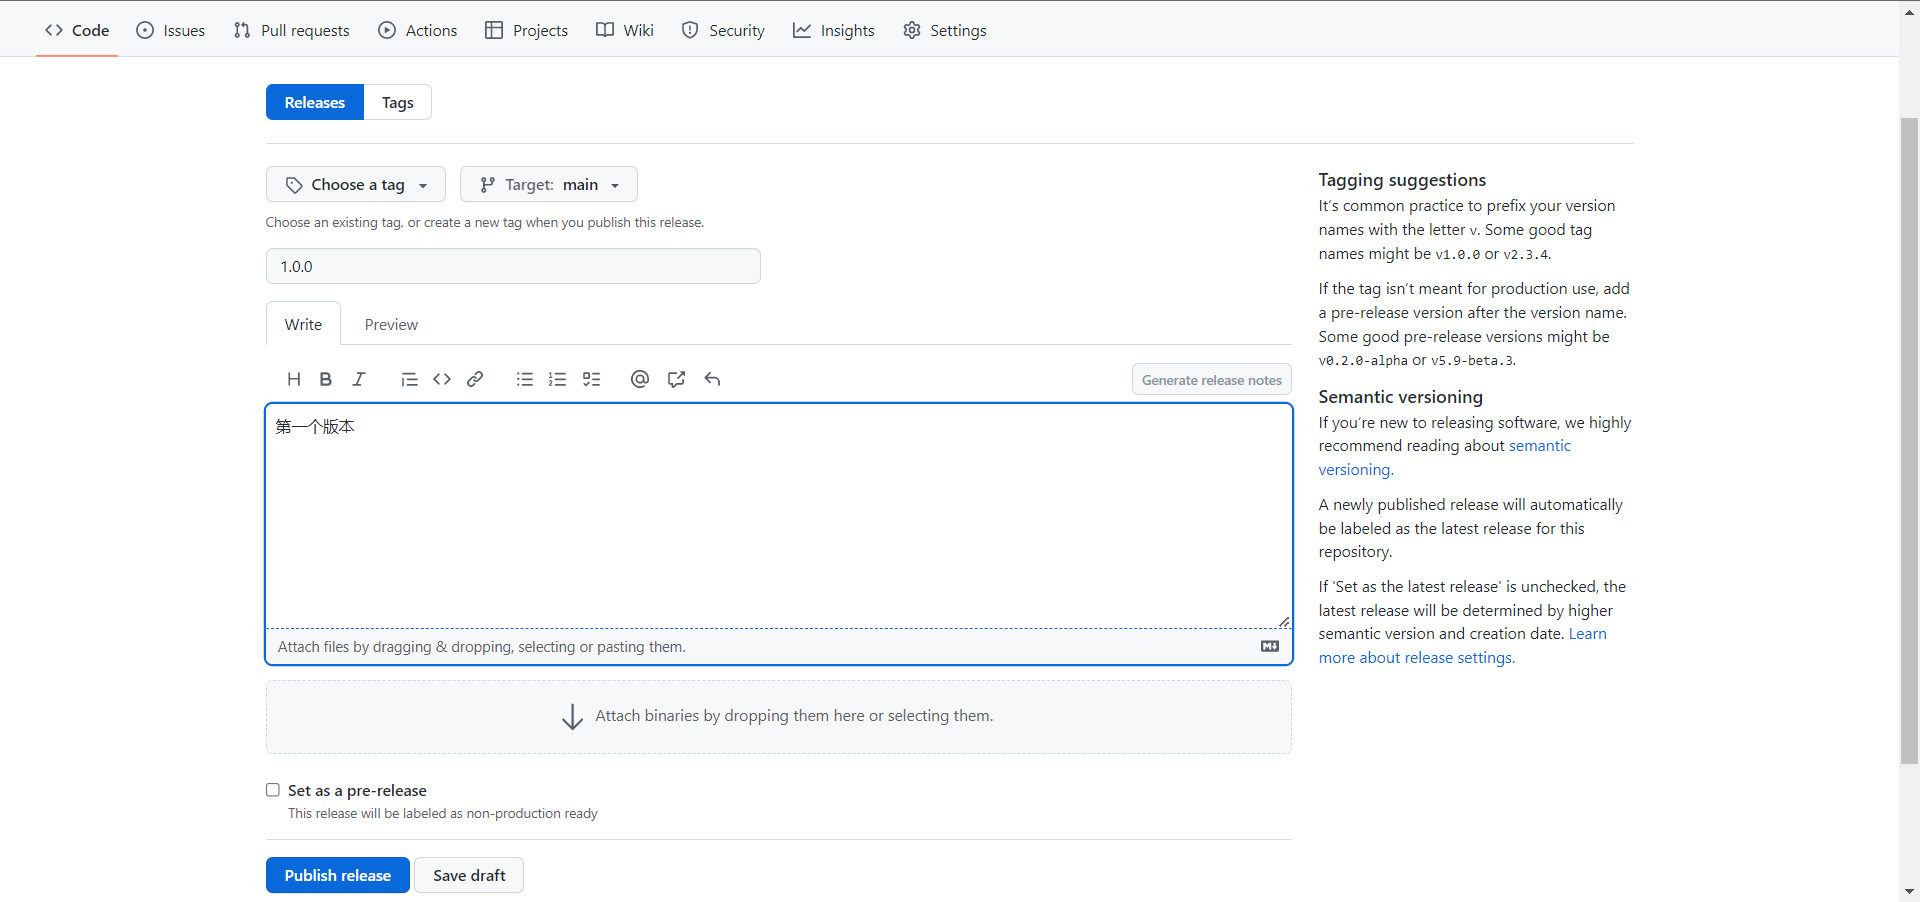 Code Issues Pull requests Actions Projects Wiki Security Insights Settings
Releases Tags
Choose a tag Target: main
Choose an existing tag, or create a new tag when you publish this release.
1.0.0
Write Preview
H B I Generate release notes
第一个版本
Attach files by dragging & dropping, selecting or pasting them.
Attach binaries by dropping them here or selecting them.
Set as a pre-release
This release will be labeled as non-production ready
Publish release Save draft
Tagging suggestions
It's common practice to prefix your version
names with the letter v. Some good tag
names might be v1.0.0 or v2.3.4.
If the tag isn't meant for production use, add
a pre-release version after the version name.
Some good pre-release versions might be
v0.2.0-alpha or v5.9-beta.3.
Semantic versioning
If you're new to releasing software, we highly
recommend reading about semantic
versioning.
A newly published release will automatically
be labeled as the latest release for this
repository.
If 'Set as the latest release' is unchecked, the
latest release will be determined by higher
semantic version and creation date. Learn
more about release settings.